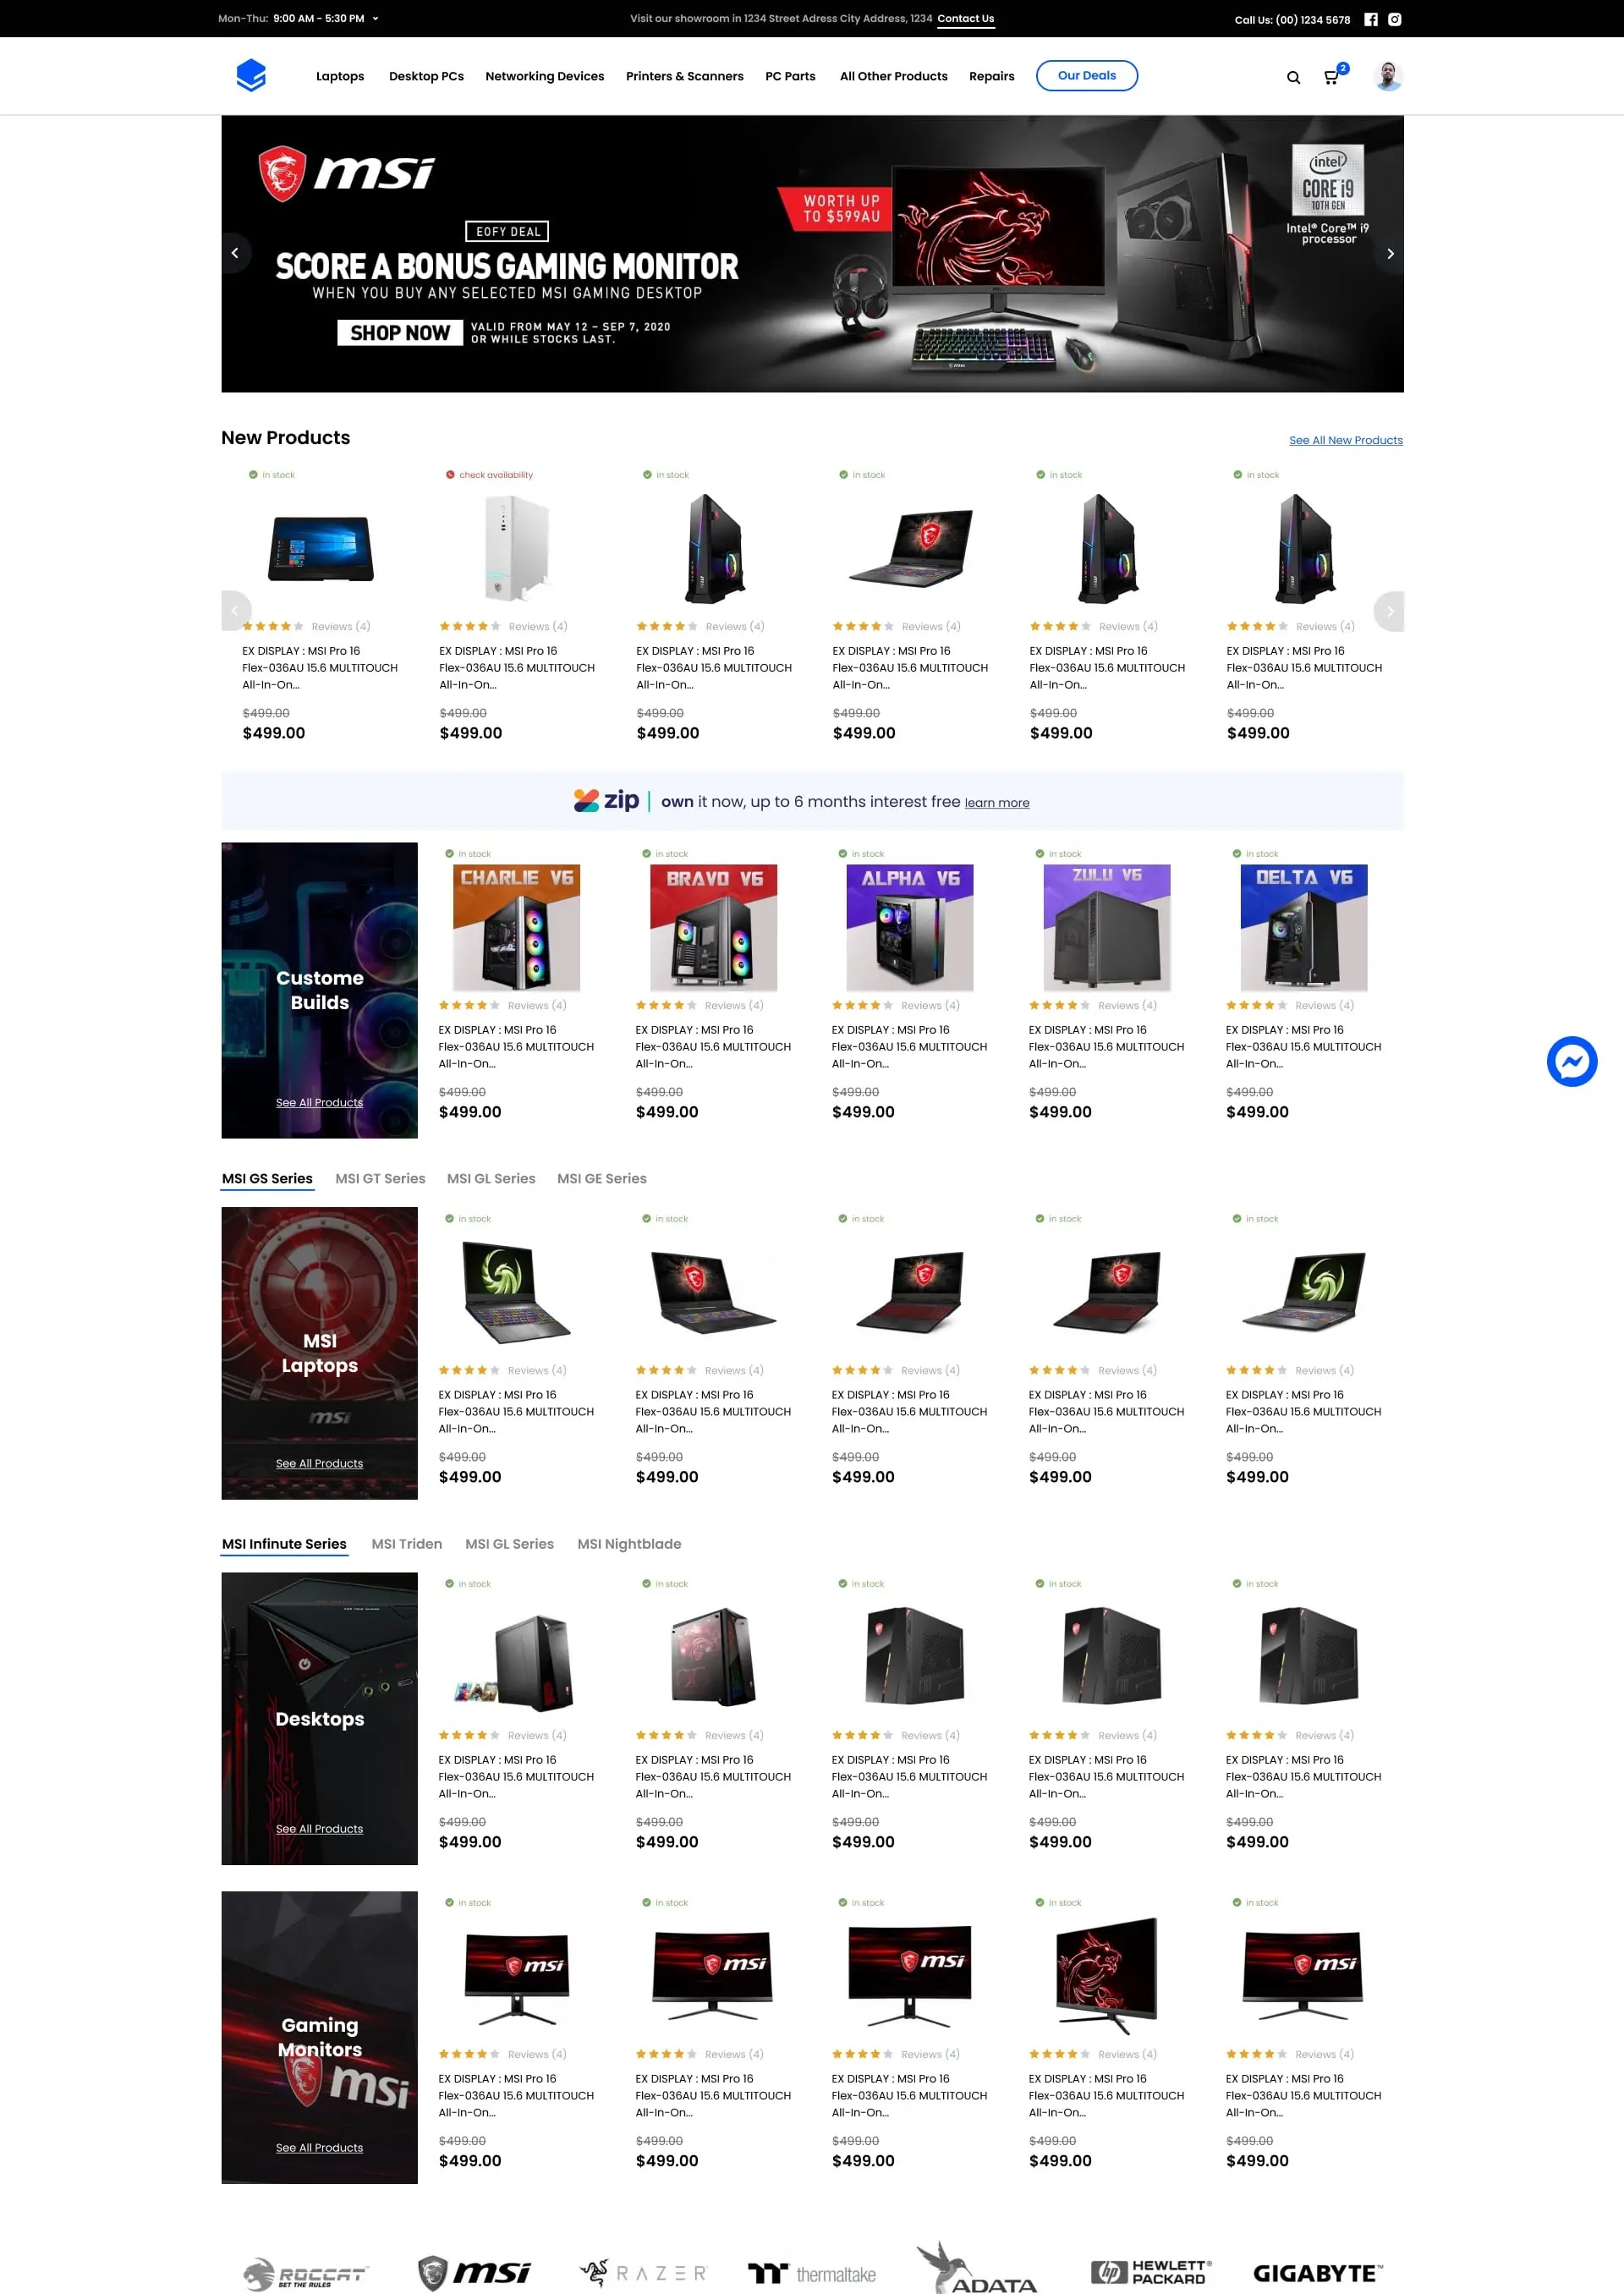 Mon-Thu: 9:00 AM - 5:30 PM
Visit our showroom in 1234 Street Adress City Address, 1234 Contact Us
Call Us: (00) 1234 5678
Laptops Desktop PCs Networking Devices Printers & Scanners PC Parts All Other Products Repairs Our Deals
2
msi
EOFY DEAL
SCORE A BONUS GAMING MONITOR
WHEN YOU BUY ANY SELECTED MSI GAMING DESKTOP
SHOP NOW
VALID FROM MAY 12 – SEP 7, 2020
OR WHILE STOCKS LAST.
WORTH UP
TO $599AU
intel
CORE i9
10TH GEN
Intel® Core™ i9
processor
New Products
See All New Products
in stock check availability in stock in stock in stock in stock
Reviews (4) Reviews (4) Reviews (4) Reviews (4) Reviews (4) Reviews (4)
EX DISPLAY : MSI Pro 16 EX DISPLAY : MSI Pro 16 EX DISPLAY : MSI Pro 16 EX DISPLAY : MSI Pro 16 EX DISPLAY : MSI Pro 16 EX DISPLAY : MSI Pro 16
Flex-036AU 15.6 MULTITOUCH Flex-036AU 15.6 MULTITOUCH Flex-036AU 15.6 MULTITOUCH Flex-036AU 15.6 MULTITOUCH Flex-036AU 15.6 MULTITOUCH Flex-036AU 15.6 MULTITOUCH
All-In-On... All-In-On... All-In-On... All-In-On... All-In-On... All-In-On...
$499.00 $499.00 $499.00 $499.00 $499.00 $499.00
$499.00 $499.00 $499.00 $499.00 $499.00 $499.00
zip | own it now, up to 6 months interest free learn more
Custome
Builds
See All Products
in stock in stock in stock in stock in stock
CHARLIE V6 BRAVO V6 ALPHA V6 ZULU V6 DELTA V6
Reviews (4) Reviews (4) Reviews (4) Reviews (4) Reviews (4)
EX DISPLAY : MSI Pro 16 EX DISPLAY : MSI Pro 16 EX DISPLAY : MSI Pro 16 EX DISPLAY : MSI Pro 16 EX DISPLAY : MSI Pro 16
Flex-036AU 15.6 MULTITOUCH Flex-036AU 15.6 MULTITOUCH Flex-036AU 15.6 MULTITOUCH Flex-036AU 15.6 MULTITOUCH Flex-036AU 15.6 MULTITOUCH
All-In-On... All-In-On... All-In-On... All-In-On... All-In-On...
$499.00 $499.00 $499.00 $499.00 $499.00
$499.00 $499.00 $499.00 $499.00 $499.00
MSI GS Series MSI GT Series MSI GL Series MSI GE Series
MSI
Laptops
msi
See All Products
in stock in stock in stock in stock in stock
Reviews (4) Reviews (4) Reviews (4) Reviews (4) Reviews (4)
EX DISPLAY : MSI Pro 16 EX DISPLAY : MSI Pro 16 EX DISPLAY : MSI Pro 16 EX DISPLAY : MSI Pro 16 EX DISPLAY : MSI Pro 16
Flex-036AU 15.6 MULTITOUCH Flex-036AU 15.6 MULTITOUCH Flex-036AU 15.6 MULTITOUCH Flex-036AU 15.6 MULTITOUCH Flex-036AU 15.6 MULTITOUCH
All-In-On... All-In-On... All-In-On... All-In-On... All-In-On...
$499.00 $499.00 $499.00 $499.00 $499.00
$499.00 $499.00 $499.00 $499.00 $499.00
MSI Infinute Series MSI Triden MSI GL Series MSI Nightblade
Desktops
See All Products
in stock in stock in stock in stock in stock
Reviews (4) Reviews (4) Reviews (4) Reviews (4) Reviews (4)
EX DISPLAY : MSI Pro 16 EX DISPLAY : MSI Pro 16 EX DISPLAY : MSI Pro 16 EX DISPLAY : MSI Pro 16 EX DISPLAY : MSI Pro 16
Flex-036AU 15.6 MULTITOUCH Flex-036AU 15.6 MULTITOUCH Flex-036AU 15.6 MULTITOUCH Flex-036AU 15.6 MULTITOUCH Flex-036AU 15.6 MULTITOUCH
All-In-On... All-In-On... All-In-On... All-In-On... All-In-On...
$499.00 $499.00 $499.00 $499.00 $499.00
$499.00 $499.00 $499.00 $499.00 $499.00
Gaming
Monitors
msi
See All Products
in stock in stock in stock in stock in stock
msi msi msi msi
Reviews (4) Reviews (4) Reviews (4) Reviews (4) Reviews (4)
EX DISPLAY : MSI Pro 16 EX DISPLAY : MSI Pro 16 EX DISPLAY : MSI Pro 16 EX DISPLAY : MSI Pro 16 EX DISPLAY : MSI Pro 16
Flex-036AU 15.6 MULTITOUCH Flex-036AU 15.6 MULTITOUCH Flex-036AU 15.6 MULTITOUCH Flex-036AU 15.6 MULTITOUCH Flex-036AU 15.6 MULTITOUCH
All-In-On... All-In-On... All-In-On... All-In-On... All-In-On...
$499.00 $499.00 $499.00 $499.00 $499.00
$499.00 $499.00 $499.00 $499.00 $499.00
ROCCAT
SET THE RULES
msi
RAZER
thermaltake
ADATA
hp HEWLETT®
PACKARD
GIGABYTE™